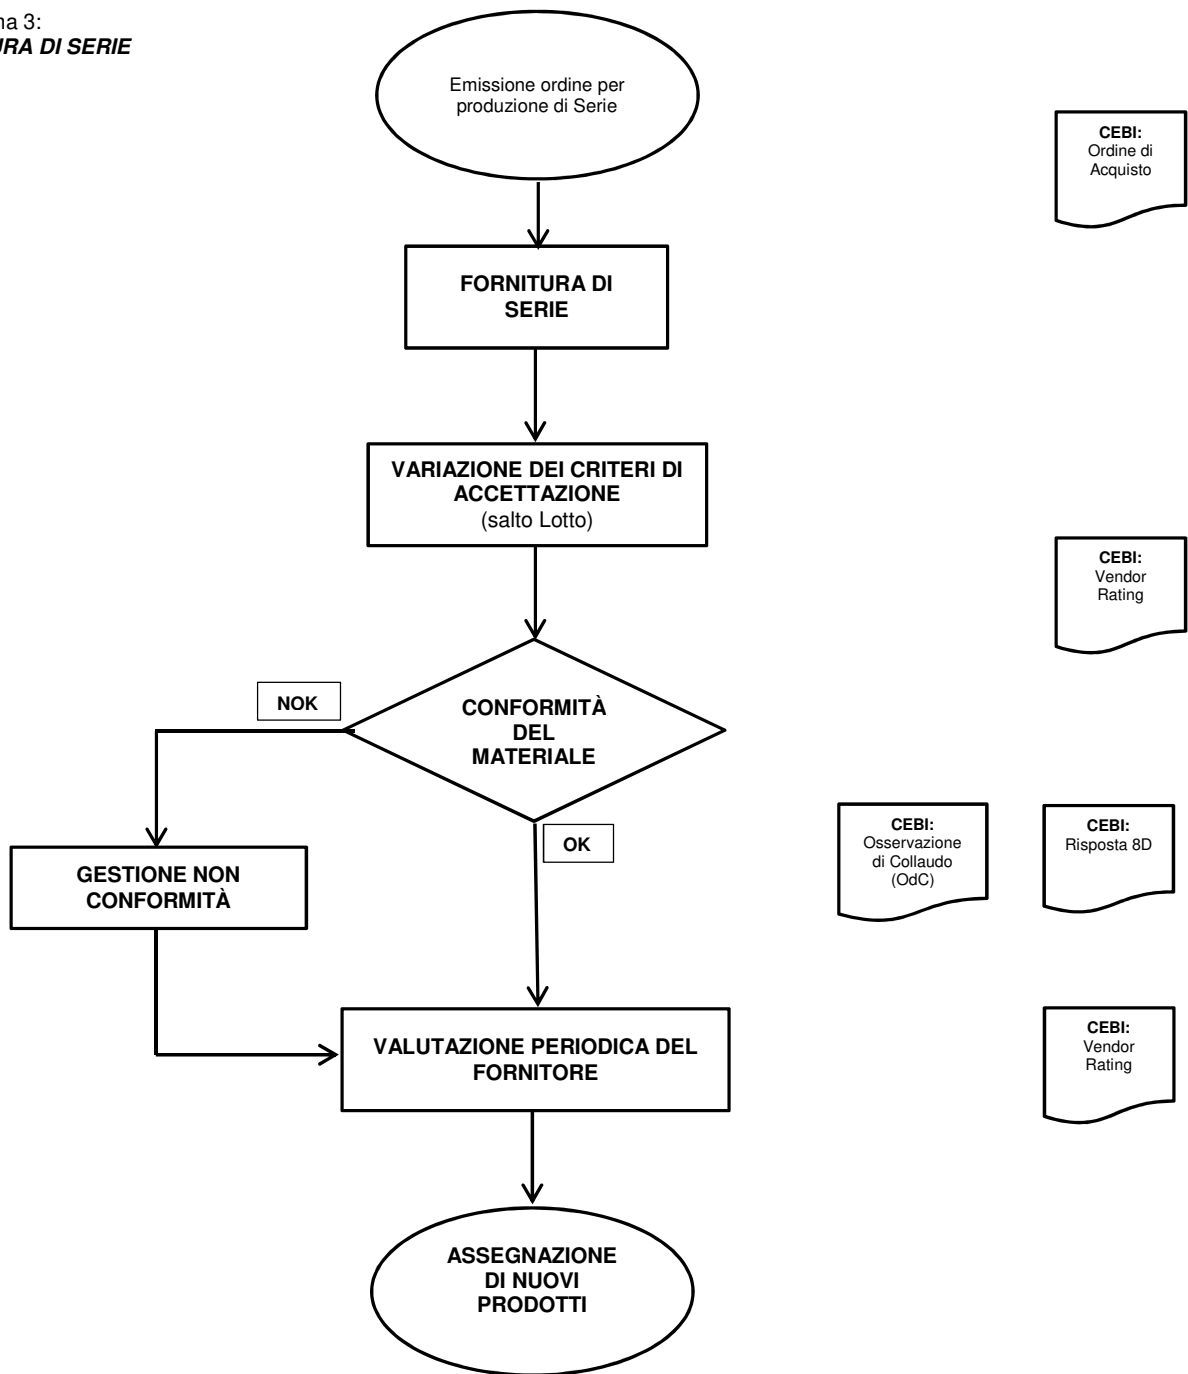 na 3:
URA DI SERIE
Emissione ordine per
produzione di Serie
CEBI:
Ordine di
Acquisto
FORNITURA DI
SERIE
VARIAZIONE DEI CRITERI DI
ACCETTAZIONE
(salto Lotto)
CEBI:
Vendor
Rating
NOK
CONFORMITÀ
DEL
MATERIALE
OK
CEBI:
Osservazione
di Collaudo
(OdC)
CEBI:
Risposta 8D
GESTIONE NON
CONFORMITÀ
VALUTAZIONE PERIODICA DEL
FORNITORE
CEBI:
Vendor
Rating
ASSEGNAZIONE
DI NUOVI
PRODOTTI